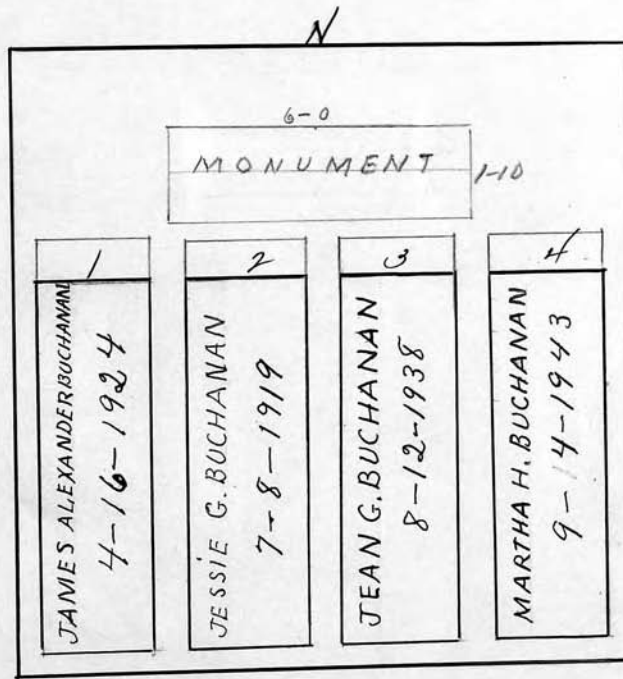 N
6-0
MONUMENT
1-10
1
JAMES ALEXANDER BUCHANAN
4-16-1924
2
JESSIE G. BUCHANAN
7-8-1919
3
JEAN G. BUCHANAN
8-12-1938
4
MARTHA H. BUCHANAN
9-14-1943